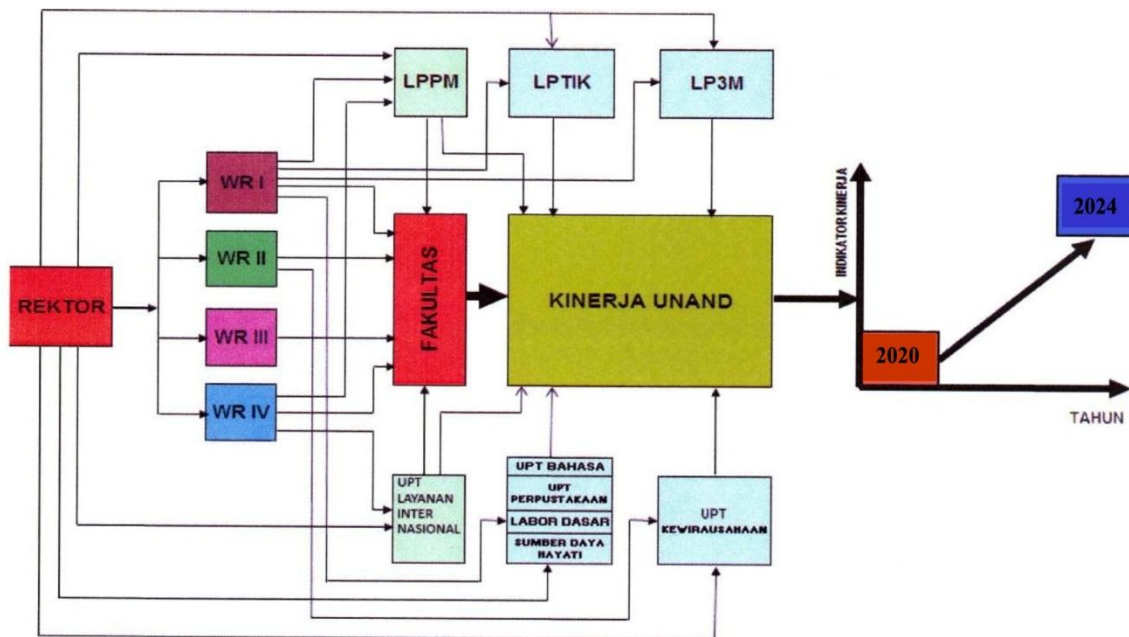 LPPM
LPTIK
LP3M
WR I
WR II
WR III
WR IV
REKTOR
FAKULTAS
KINERJA UNAND
INDIKATOR KINERJA
2024
2020
TAHUN
UPT
LAYANAN
INTER
NASIONAL
UPT BAHASA
UPT
PERPUSTAKAAN
LABOR DASAR
SUMBER DAYA
HAYATI
UPT
KEWIRAUSAHAAN